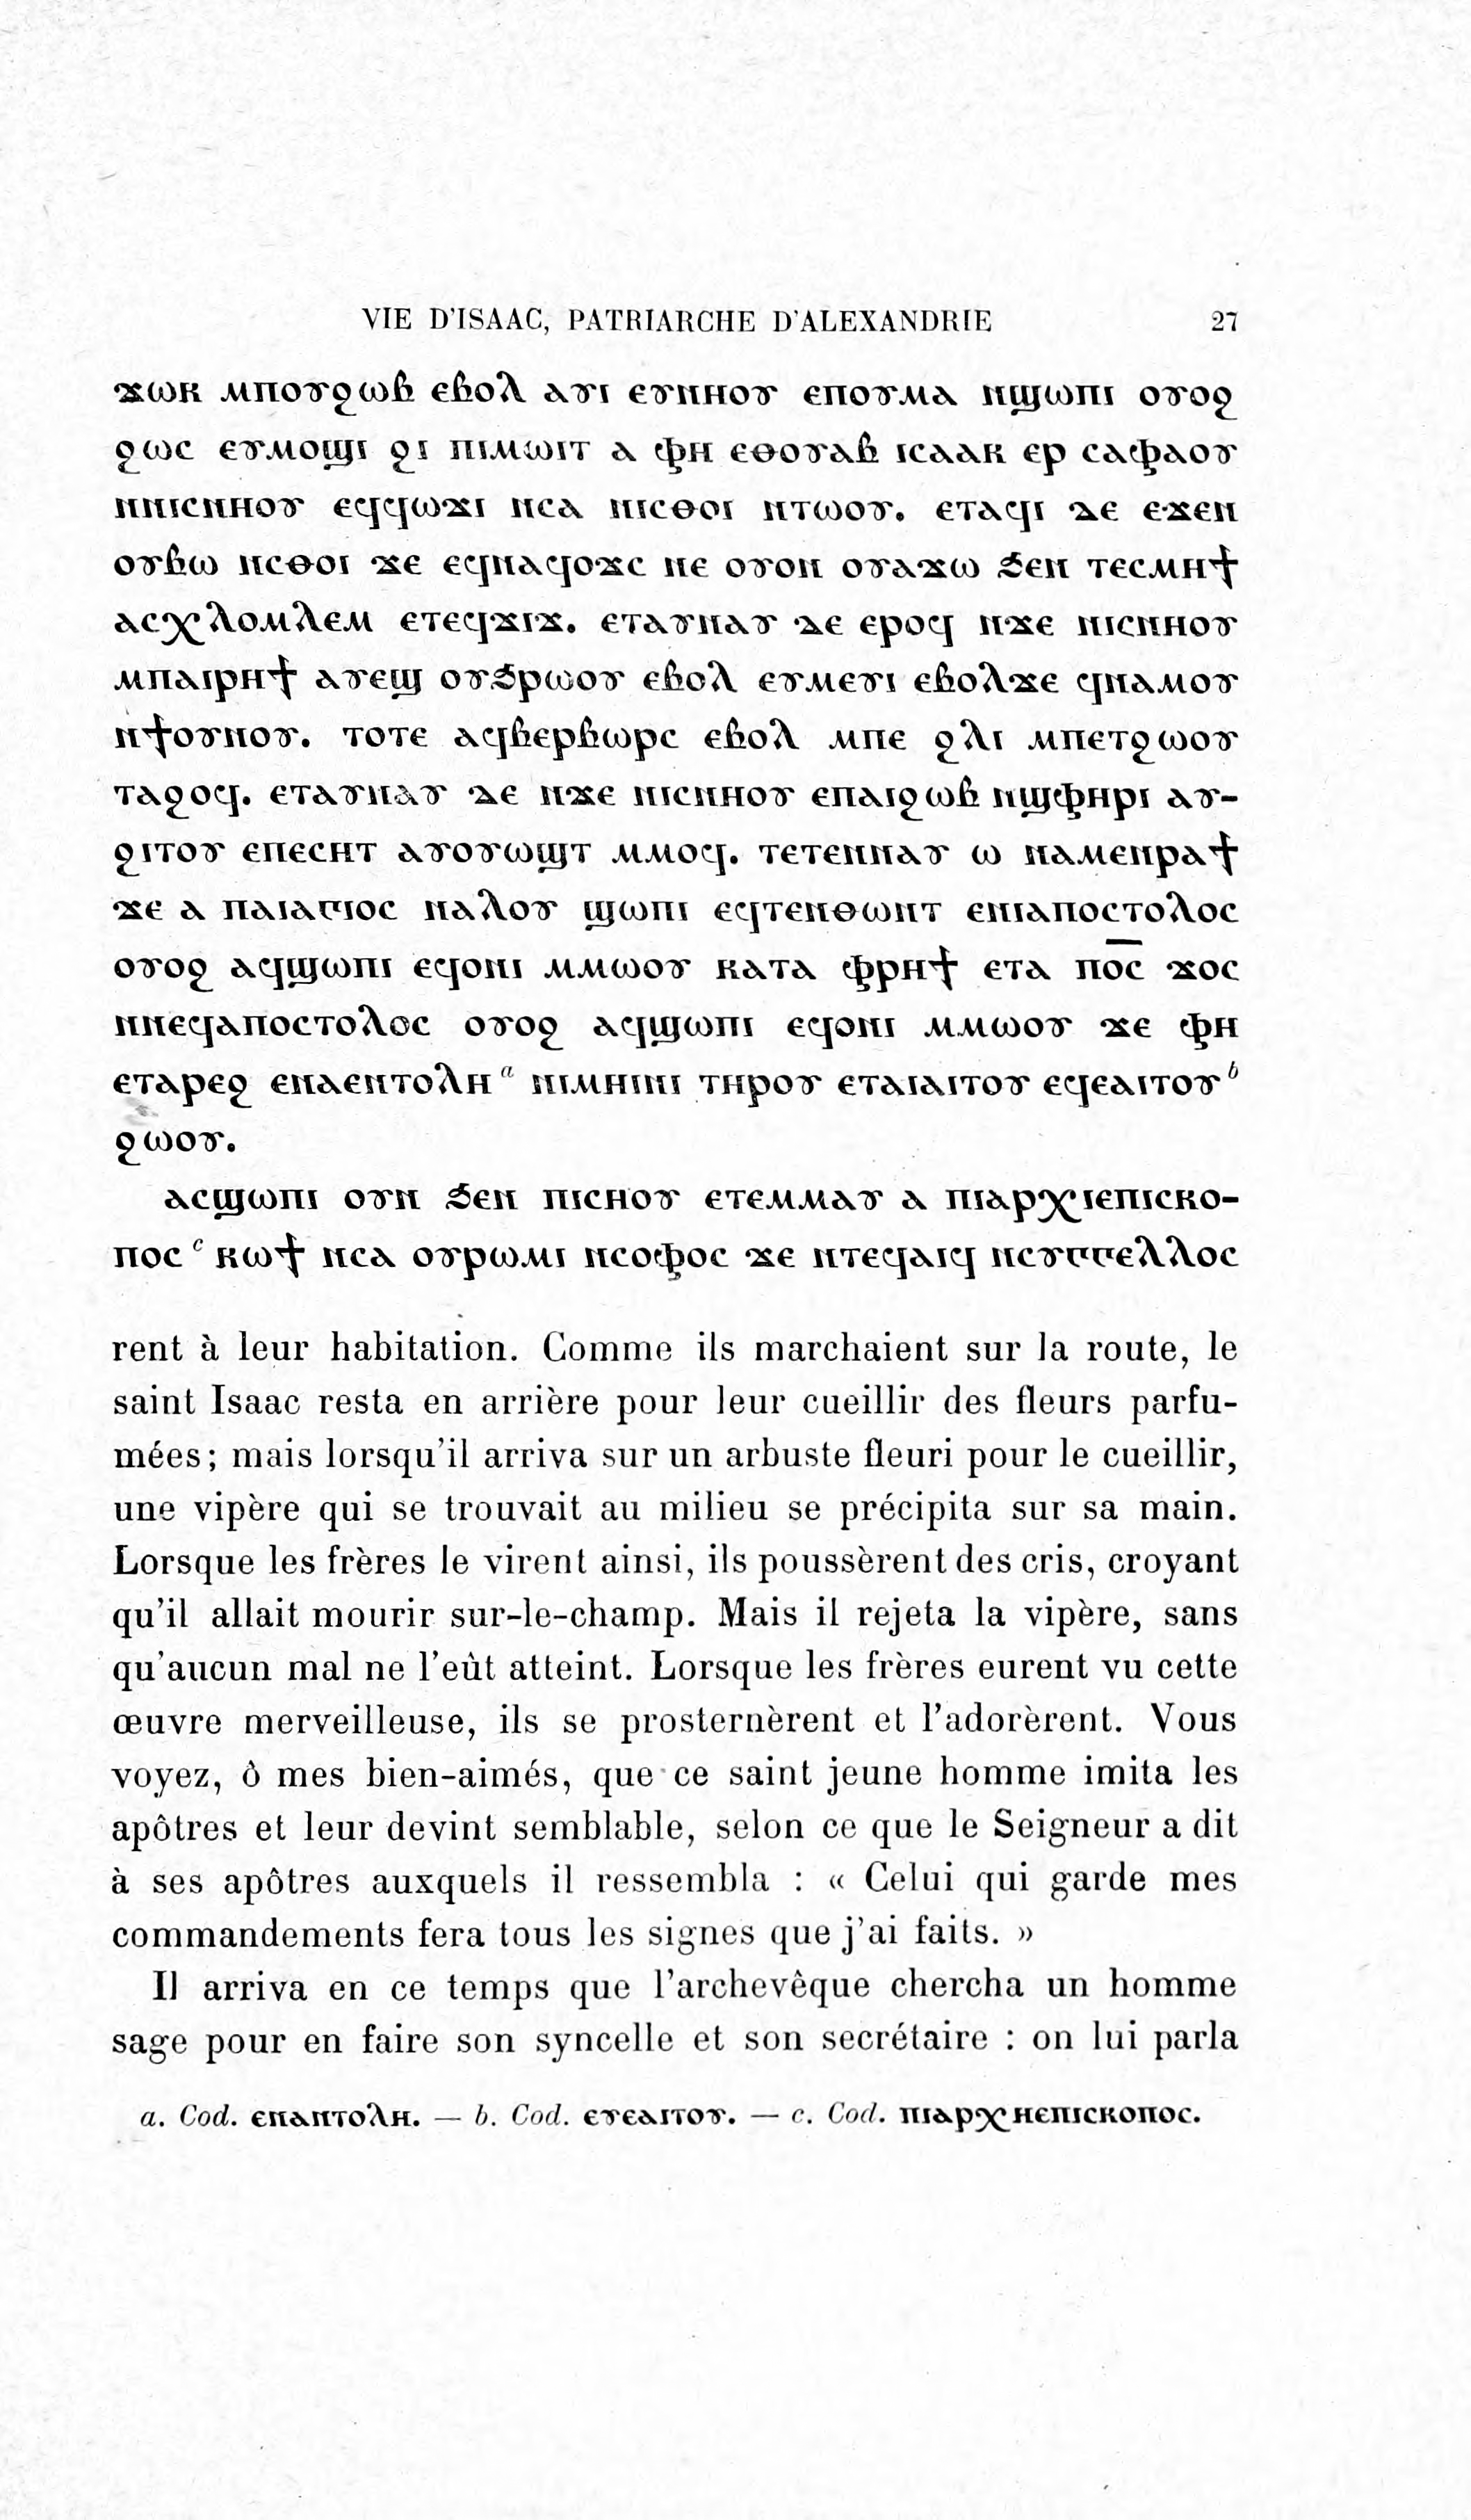 VIE D'ISAAC, PATRIARCHE D'ALEXANDRIE 27
ϫⲱⲕ ⲙⲡⲟⲩϩⲱⲃ ⲉⲃⲟⲗ ⲁⲩⲓ ⲉⲩⲛⲏⲟⲩ ⲉⲡⲟⲩⲙⲁ ⲛϣⲱⲡⲓ ⲟⲩⲟϩ
ϩⲱⲥ ⲉⲩⲙⲟϣⲓ ϩⲓ ⲡⲓⲙⲱⲓⲧ ⲁ ⲫⲏ ⲉⲑⲟⲩⲁⲃ ⲓⲥⲁⲁⲕ ⲉⲣ ⲥⲁⲫⲁⲟⲩ
ⲛⲛⲓⲥⲛⲏⲟⲩ ⲉϥϥⲱϫⲓ ⲛⲥⲁ ⲛⲓⲥⲑⲟⲓ ⲛⲧⲱⲟⲩ. ⲉⲧⲁϥⲓ ⲇⲉ ⲉϫⲉⲛ
ⲟⲩⲃⲱ ⲛⲥⲑⲟⲓ ϫⲉ ⲉϥⲛⲁϥⲟϫⲥ ⲛⲉ ⲟⲩⲟⲛ ⲟⲩⲁϫⲱ ϧⲉⲛ ⲧⲉⲥⲙⲏϯ
ⲁⲥⲭⲗⲟⲙⲗⲉⲙ ⲉⲧⲉϥϫⲓϫ. ⲉⲧⲁⲩⲛⲁⲩ ⲇⲉ ⲉⲣⲟϥ ⲛϫⲉ ⲛⲓⲥⲛⲏⲟⲩ
ⲙⲡⲁⲓⲣⲏϯ ⲁⲩⲉϣ ⲟⲩϧⲣⲱⲟⲩ ⲉⲃⲟⲗ ⲉⲩⲙⲉⲩⲓ ⲉⲃⲟⲗϫⲉ ϥⲛⲁⲙⲟⲩ
ⲛϯⲟⲩⲛⲟⲩ. ⲧⲟⲧⲉ ⲁϥⲃⲉⲣⲃⲱⲣⲥ ⲉⲃⲟⲗ ⲙⲡⲉ ϩⲗⲓ ⲙⲡⲉⲧϩⲱⲟⲩ
ⲧⲁϩⲟϥ. ⲉⲧⲁⲩⲛⲁⲩ ⲇⲉ ⲛϫⲉ ⲛⲓⲥⲛⲏⲟⲩ ⲉⲡⲁⲓϩⲱⲃ ⲛϣⲫⲏⲣⲓ ⲁⲩ-
ϩⲓⲧⲟⲩ ⲉⲡⲉⲥⲏⲧ ⲁⲩⲟⲩⲱϣⲧ ⲙⲙⲟϥ. ⲧⲉⲧⲉⲛⲛⲁⲩ ⲱ ⲛⲁⲙⲉⲛⲣⲁϯ
ϫⲉ ⲁ ⲡⲁⲓⲁⲅⲓⲟⲥ ⲛⲁⲗⲟⲩ ϣⲱⲡⲓ ⲉϥⲧⲉⲛⲑⲱⲛⲧ ⲉⲛⲓⲁⲡⲟⲥⲧⲟⲗⲟⲥ
ⲟⲩⲟϩ ⲁϥϣⲱⲡⲓ ⲉϥⲟⲛⲓ ⲙⲙⲱⲟⲩ ⲕⲁⲧⲁ ⲫⲣⲏϯ ⲉⲧⲁ ⲡⲟ̅ⲥ̅ ϫⲟⲥ
ⲛⲛⲉϥⲁⲡⲟⲥⲧⲟⲗⲟⲥ ⲟⲩⲟϩ ⲁϥϣⲱⲡⲓ ⲉϥⲟⲛⲓ ⲙⲙⲱⲟⲩ ϫⲉ ⲫⲏ
ⲉⲧⲁⲣⲉϩ ⲉⲛⲁⲉⲛⲧⲟⲗⲏ a ⲛⲓⲙⲏⲓⲛⲓ ⲧⲏⲣⲟⲩ ⲉⲧⲁⲓⲁⲓⲧⲟⲩ ⲉϥⲉⲁⲓⲧⲟⲩ b
ϩⲱⲟⲩ.
ⲁⲥϣⲱⲡⲓ ⲟⲩⲛ ϧⲉⲛ ⲡⲓⲥⲏⲟⲩ ⲉⲧⲉⲙⲙⲁⲩ ⲁ ⲡⲓⲁⲣⲭⲓⲉⲡⲓⲥⲕⲟ-
ⲡⲟⲥ c ⲕⲱϯ ⲛⲥⲁ ⲟⲩⲣⲱⲙⲓ ⲛⲥⲟⲫⲟⲥ ϫⲉ ⲛⲧⲉϥⲁⲓϥ ⲛⲥⲩⲅⲅⲉⲗⲗⲟⲥ
rent à leur habitation. Comme ils marchaient sur la route, le
saint Isaac resta en arrière pour leur cueillir des fleurs parfu-
mées; mais lorsqu'il arriva sur un arbuste fleuri pour le cueillir,
une vipère qui se trouvait au milieu se précipita sur sa main.
Lorsque les frères le virent ainsi, ils poussèrent des cris, croyant
qu'il allait mourir sur-le-champ. Mais il rejeta la vipère, sans
qu'aucun mal ne l'eût atteint. Lorsque les frères eurent vu cette
œuvre merveilleuse, ils se prosternèrent et l'adorèrent. Vous
voyez, ô mes bien-aimés, que ce saint jeune homme imita les
apôtres et leur devint semblable, selon ce que le Seigneur a dit
à ses apôtres auxquels il ressembla : « Celui qui garde mes
commandements fera tous les signes que j'ai faits. »
Il arriva en ce temps que l'archevêque chercha un homme
sage pour en faire son syncelle et son secrétaire : on lui parla
a. Cod. ⲉⲛⲁⲛⲧⲟⲗⲏ. — b. Cod. ⲉⲩⲉⲁⲓⲧⲟⲩ. — c. Cod. ⲡⲓⲁⲣⲭⲏⲉⲡⲓⲥⲕⲟⲡⲟⲥ.